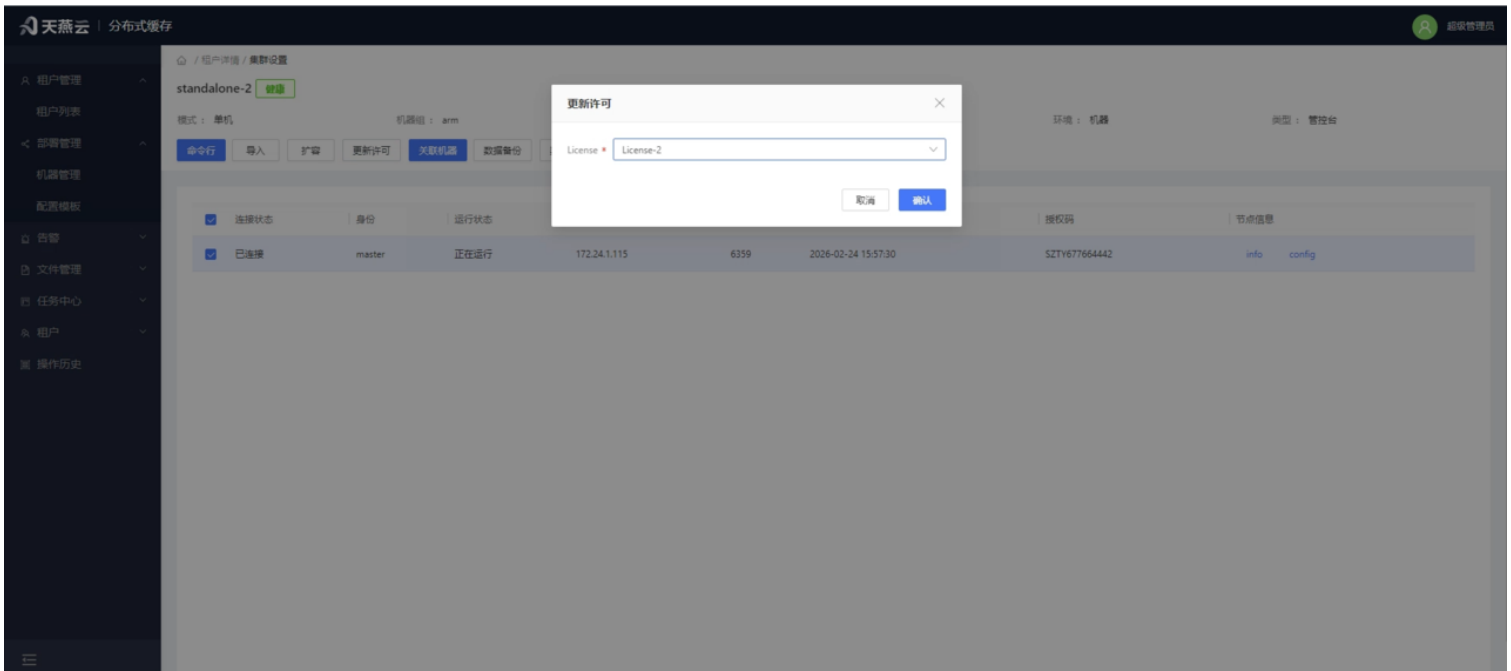 天燕云 | 分布式缓存
超级管理员
租户管理
租户列表
部署管理
机器管理
配置模板
告警
文件管理
任务中心
租户
操作历史
/ 租户详情 / 集群设置
standalone-2 健康
模式： 单机
机器组： arm
环境： 机器
类型： 管控台
命令行
导入
扩容
更新许可
关联机器
数据备份
更新许可
License * License-2
取消
确认
连接状态
身份
运行状态
授权码
节点信息
已连接
master
正在运行
172.24.1.115
6359
2026-02-24 15:57:30
SZTY677664442
info
config